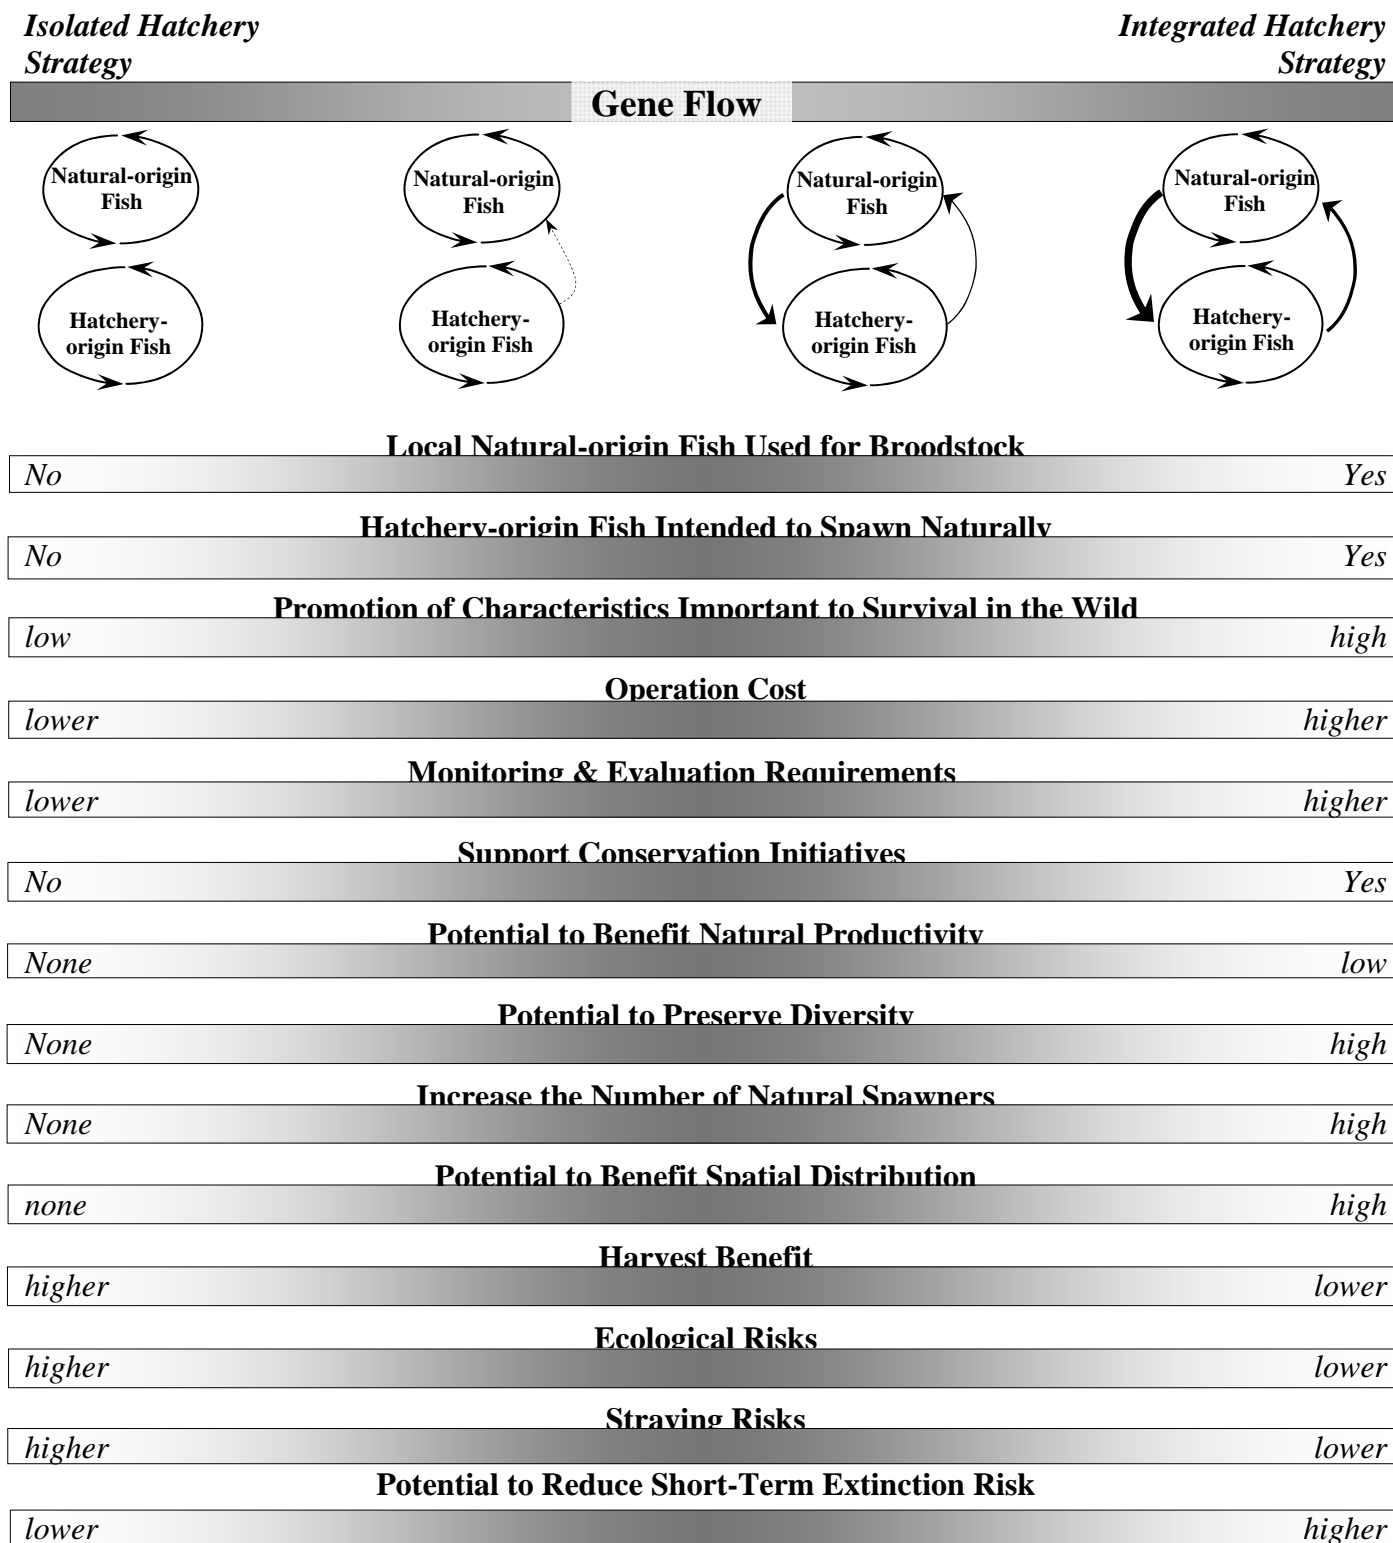 Isolated Hatchery
Strategy
Integrated Hatchery
Strategy
Gene Flow
Natural-origin
Fish
Natural-origin
Fish
Natural-origin
Fish
Natural-origin
Fish
Hatchery-
origin Fish
Hatchery-
origin Fish
Hatchery-
origin Fish
Hatchery-
origin Fish
Local Natural-origin Fish Used for Broodstock
No Yes
Hatchery-origin Fish Intended to Spawn Naturally
No Yes
Promotion of Characteristics Important to Survival in the Wild
low high
Operation Cost
lower higher
Monitoring & Evaluation Requirements
lower higher
Support Conservation Initiatives
No Yes
Potential to Benefit Natural Productivity
None low
Potential to Preserve Diversity
None high
Increase the Number of Natural Spawners
None high
Potential to Benefit Spatial Distribution
none high
Harvest Benefit
higher lower
Ecological Risks
higher lower
Straying Risks
higher lower
Potential to Reduce Short-Term Extinction Risk
lower higher